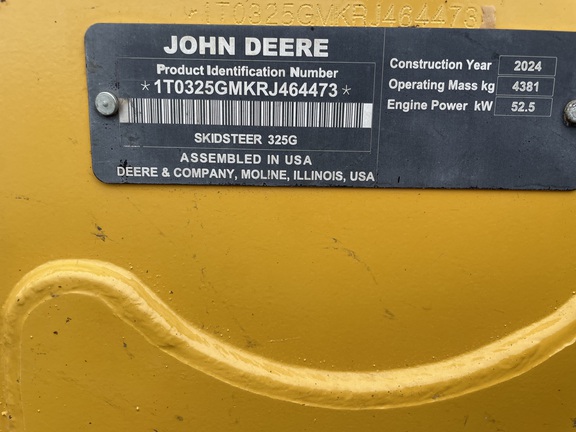 1T0325GVKRJ464473
JOHN DEERE
Product Identification Number
*1T0325GMKRJ464473*
SKIDSTEER 325G
ASSEMBLED IN USA
DEERE & COMPANY, MOLINE, ILLINOIS, USA
Construction Year 2024
Operating Mass kg 4381
Engine Power kW 52.5